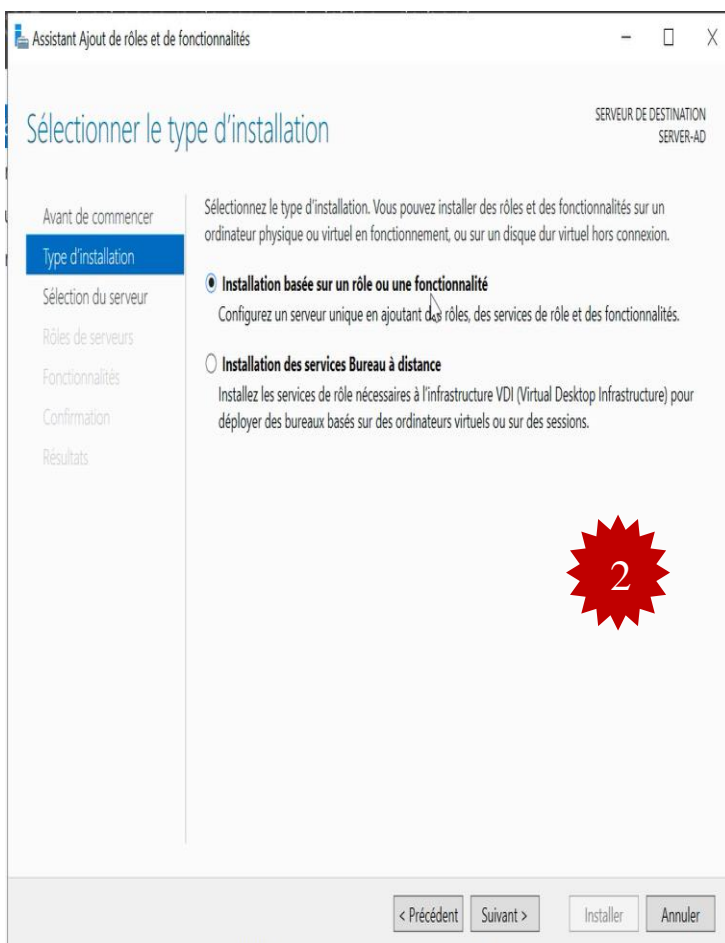 Assistant Ajout de rôles et de fonctionnalités
Sélectionner le type d'installation
SERVEUR DE DESTINATION
SERVER-AD
Avant de commencer
Type d'installation
Sélection du serveur
Rôles de serveurs
Fonctionnalités
Confirmation
Résultats
Sélectionnez le type d'installation. Vous pouvez installer des rôles et des fonctionnalités sur un
ordinateur physique ou virtuel en fonctionnement, ou sur un disque dur virtuel hors connexion.
Installation basée sur un rôle ou une fonctionnalité
Configurez un serveur unique en ajoutant des rôles, des services de rôle et des fonctionnalités.
Installation des services Bureau à distance
Installez les services de rôle nécessaires à l'infrastructure VDI (Virtual Desktop Infrastructure) pour
déployer des bureaux basés sur des ordinateurs virtuels ou sur des sessions.
2
< Précédent
Suivant >
Installer
Annuler